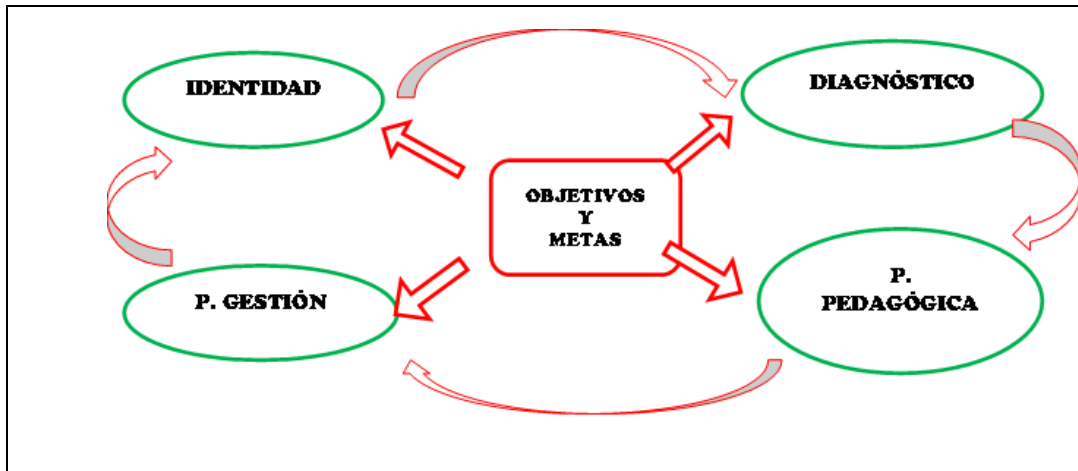 IDENTIDAD
DIAGNÓSTICO
OBJETIVOS
Y
METAS
P. GESTIÓN
P.
PEDAGÓGICA